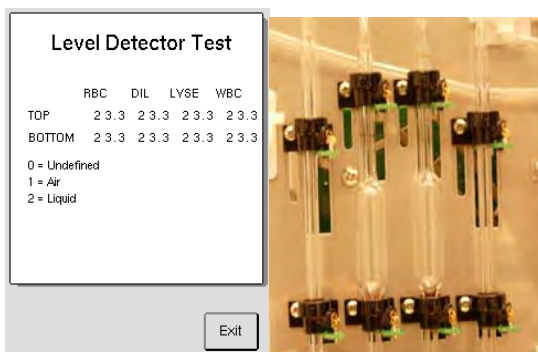 Level Detector Test
RBC DIL LYSE WBC
TOP 2 3.3 2 3.3 2 3.3 2 3.3
BOTTOM 2 3.3 2 3.3 2 3.3 2 3.3
0 = Undefined
1 = Air
2 = Liquid
Exit